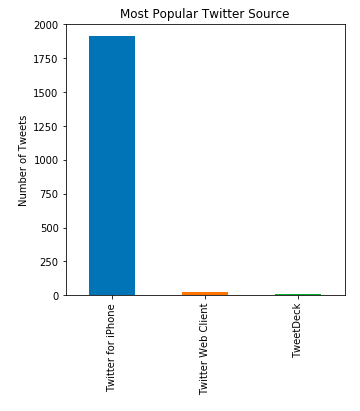 Most Popular Twitter Source
Number of Tweets
2000
1750
1500
1250
1000
750
500
250
0
Twitter for iPhone
Twitter Web Client
TweetDeck